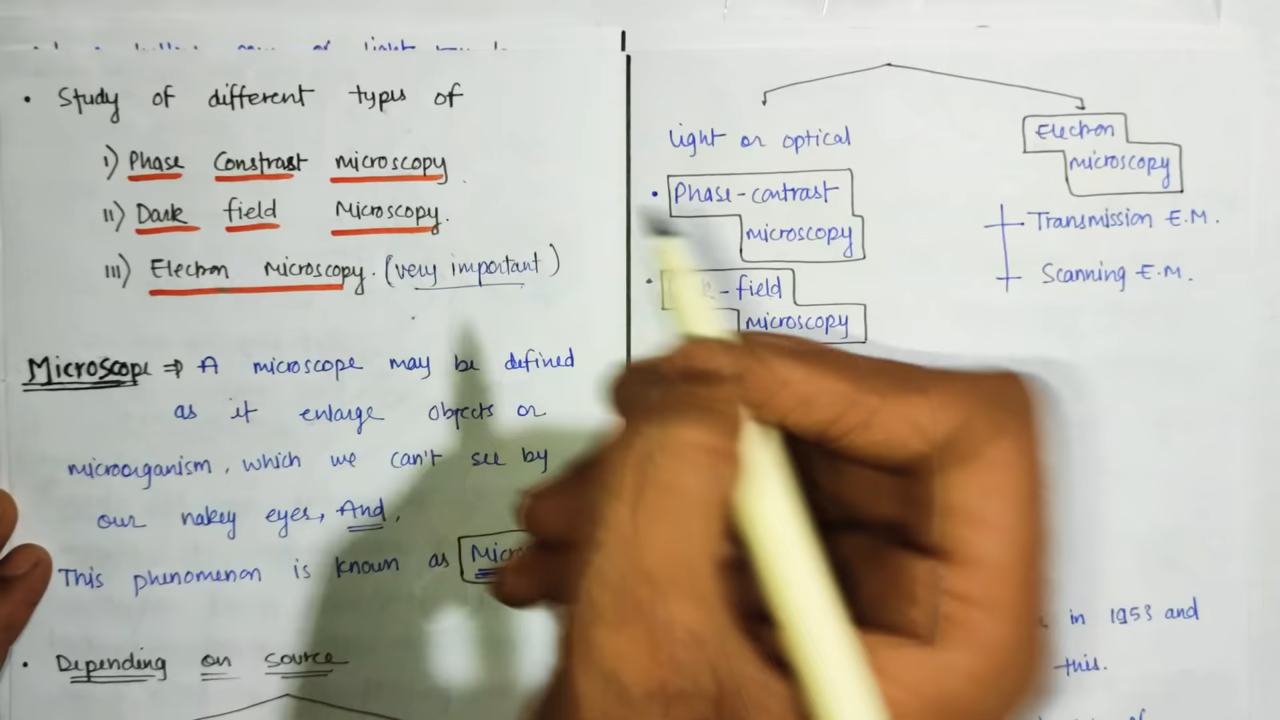 • Study of different types of
i) Phase Constrast microscopy.
ii) Dark field Microscopy.
iii) Electron Microscopy. (very important)
Microscope ⇒ A microscope may be defined
as it enlarge objects or
microorganism, which we can't see by
our nakey eyes, And,
This phenomenon is known as
• Depending on source
light or optical
• Phase-contrast
microscopy
• -field
microscopy
Electron
microscopy
Transmission E.M.
Scanning E.M.
in 1953 and
this.